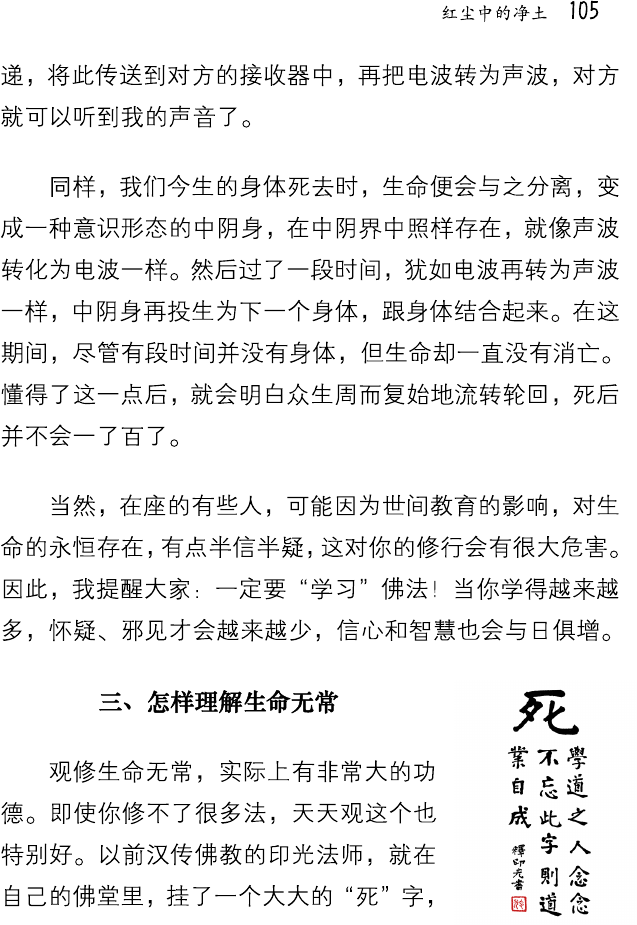 红尘中的净土 105
递，将此传送到对方的接收器中，再把电波转为声波，对方
就可以听到我的声音了。
同样，我们今生的身体死去时，生命便会与之分离，变
成一种意识形态的中阴身，在中阴界中照样存在，就像声波
转化为电波一样。然后过了一段时间，犹如电波再转为声波
一样，中阴身再投生为下一个身体，跟身体结合起来。在这
期间，尽管有段时间并没有身体，但生命却一直没有消亡。
懂得了这一点后，就会明白众生周而复始地流转轮回，死后
并不会一了百了。
当然，在座的有些人，可能因为世间教育的影响，对生
命的永恒存在，有点半信半疑，这对你的修行会有很大危害。
因此，我提醒大家：一定要“学习”佛法！当你学得越来越
多，怀疑、邪见才会越来越少，信心和智慧也会与日俱增。
三、怎样理解生命无常
观修生命无常，实际上有非常大的功
德。即使你修不了很多法，天天观这个也
特别好。以前汉传佛教的印光法师，就在
自己的佛堂里，挂了一个大大的“死”字，
死
學道之人念念
不忘此字則道
業自成
釋印光書